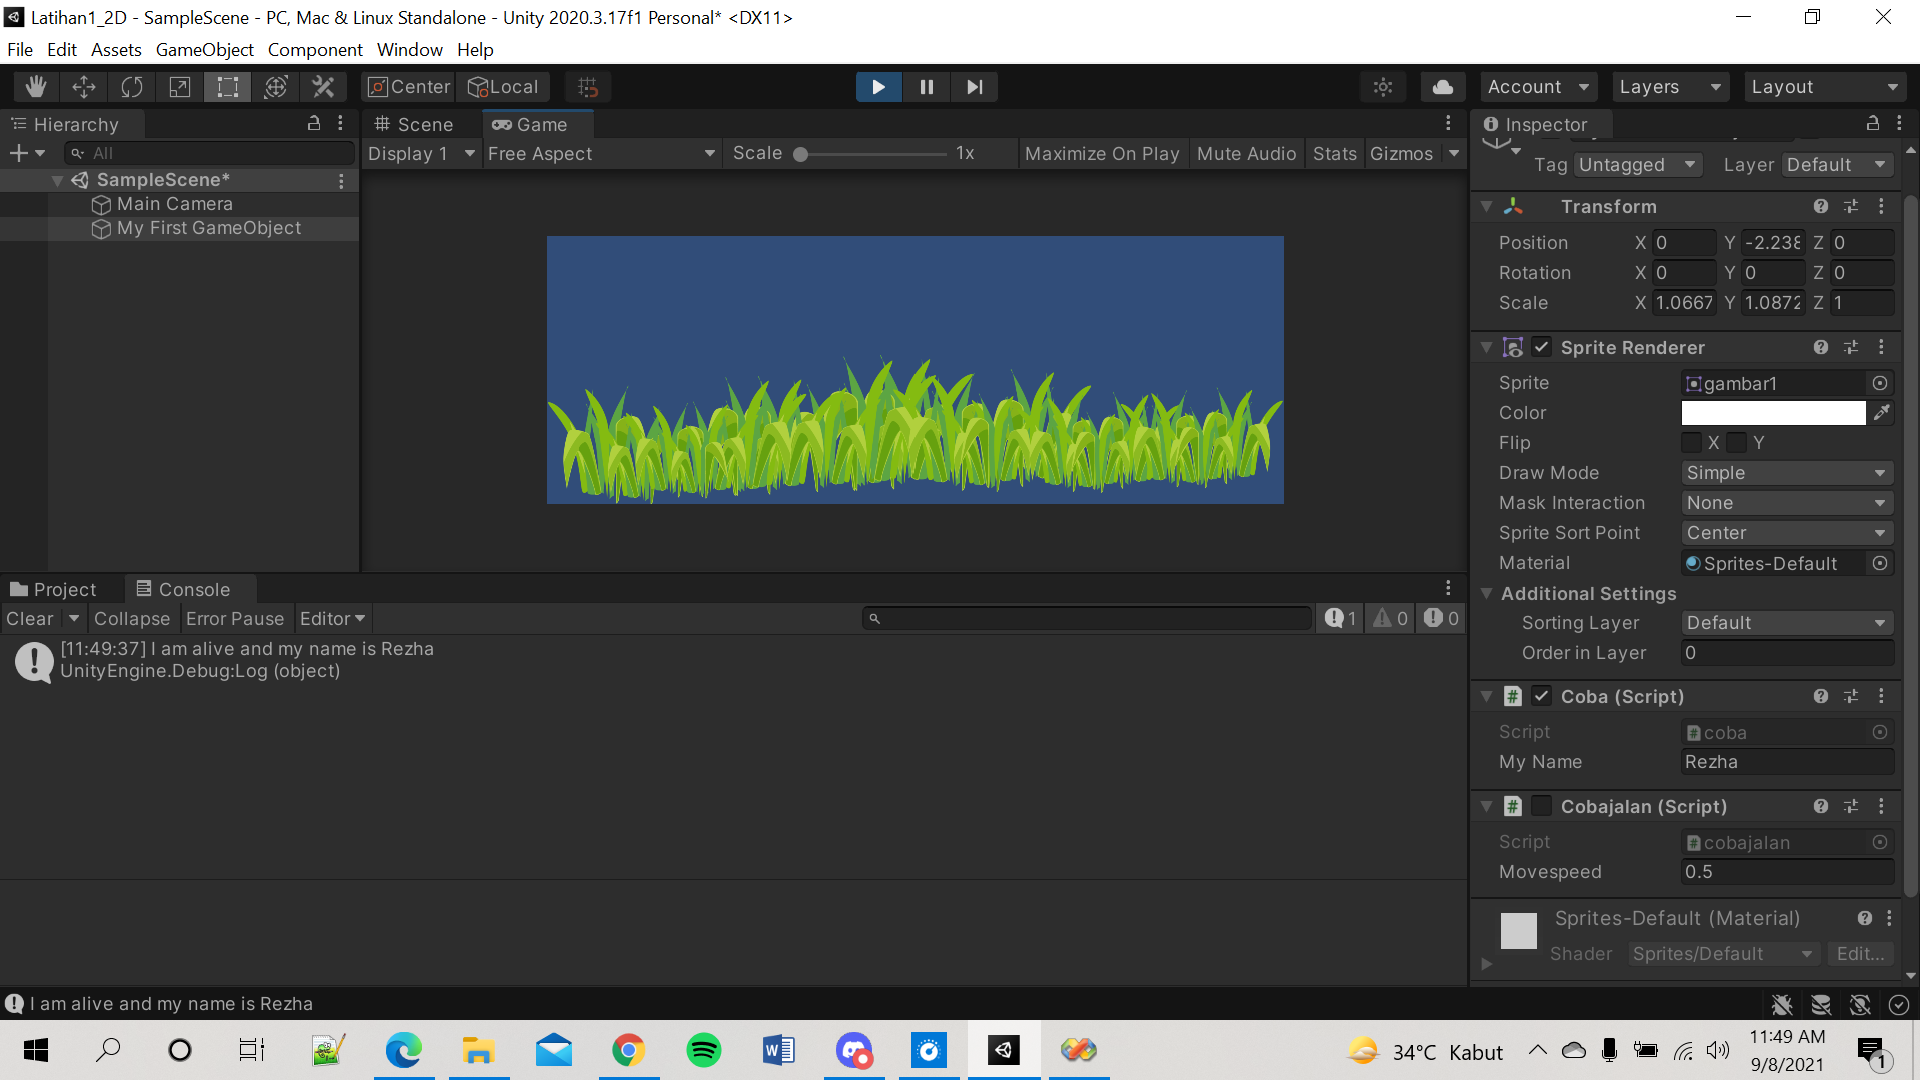 Latihan1_2D - SampleScene - PC, Mac & Linux Standalone - Unity 2020.3.17f1 Personal* <DX11>
File Edit Assets GameObject Component Window Help
Center Local Account Layers Layout
Hierarchy
All
SampleScene*
Main Camera
My First GameObject
Scene Game
Display 1 Free Aspect Scale 1x Maximize On Play Mute Audio Stats Gizmos
Inspector
Tag Untagged Layer Default
Transform
Position X 0 Y -2.238 Z 0
Rotation X 0 Y 0 Z 0
Scale X 1.0667 Y 1.0872 Z 1
Sprite Renderer
Sprite gambar1
Color
Flip X Y
Draw Mode Simple
Mask Interaction None
Sprite Sort Point Center
Material Sprites-Default
Additional Settings
Sorting Layer Default
Order in Layer 0
# Coba (Script)
Script # coba
My Name Rezha
# Cobajalan (Script)
Script # cobajalan
Movespeed 0.5
Sprites-Default (Material)
Shader Sprites/Default Edit...
Project Console
Clear Collapse Error Pause Editor 1 0 0
[11:49:37] I am alive and my name is Rezha
UnityEngine.Debug:Log (object)
I am alive and my name is Rezha
34°C Kabut
11:49 AM
9/8/2021
1